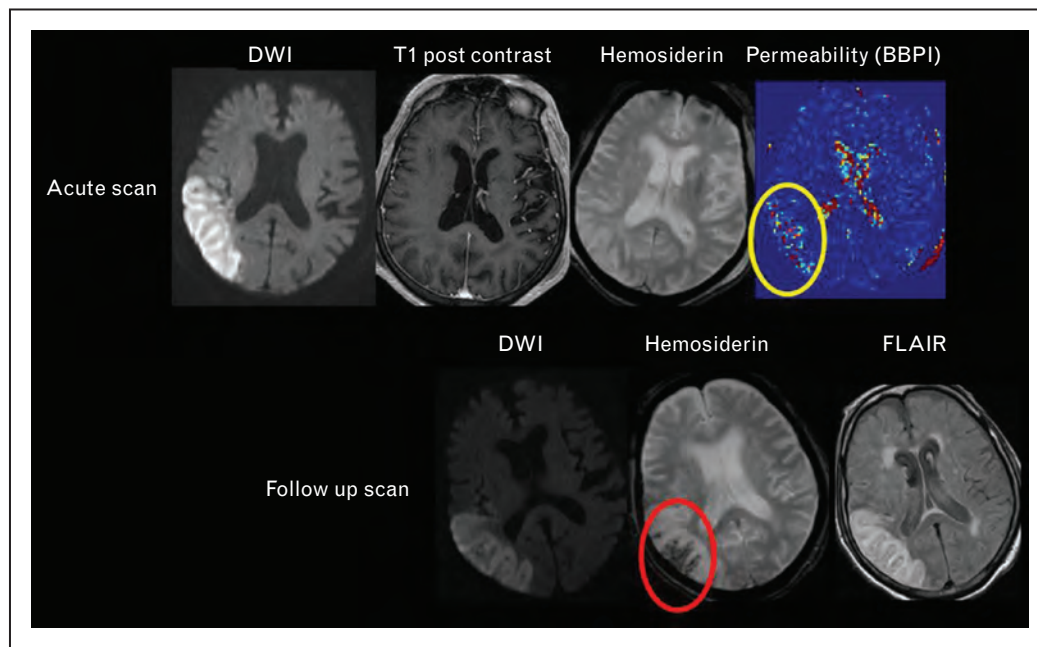 DWI
T1 post contrast
Hemosiderin
Permeability (BBPI)
Acute scan
DWI
Hemosiderin
FLAIR
Follow up scan